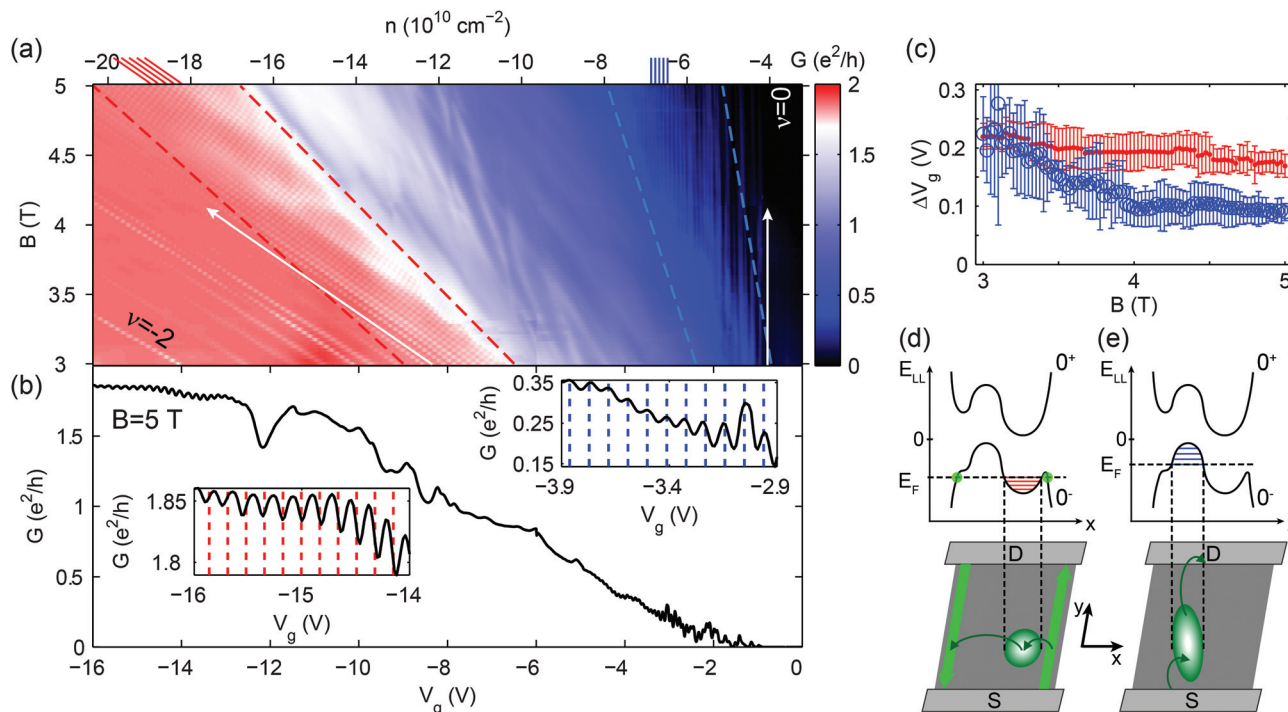 n (10¹⁰ cm⁻²)
(a)
−20 −18 −16 −14 −12 −10 −8 −6 −4 G (e²/h)
5
4.5
4
3.5
3
B (T)
ν=-2
ν=0
2
1.5
1
0.5
0
(b)
B=5 T
1.5
1
0.5
0
G (e²/h)
0.35
0.25
0.15
G (e²/h)
−3.9 −3.4 −2.9
V_g (V)
1.85
1.8
G (e²/h)
−16 −15 −14
V_g (V)
−16 −14 −12 −10 −8 −6 −4 −2 0
V_g (V)
(c)
0.3
0.2
0.1
0
ΔV_g (V)
3 4 5
B (T)
(d)
E_LL
0⁺
0
E_F
0⁻
x
D
S
y
x
(e)
E_LL
0⁺
0
E_F
0⁻
D
S